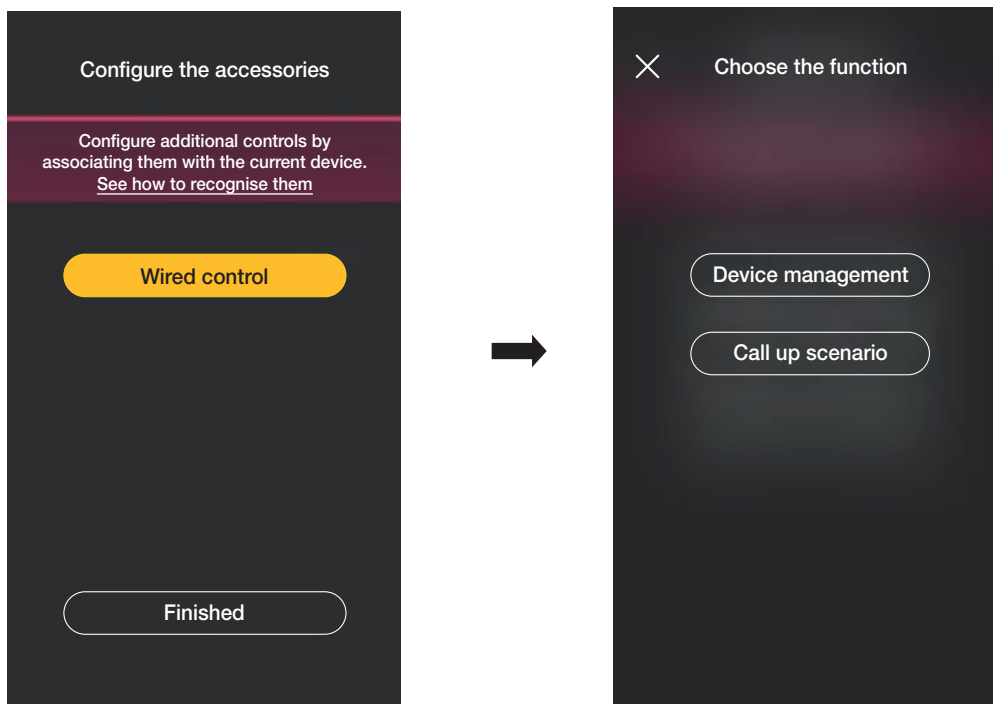 Configure the accessories
Configure additional controls by
associating them with the current device.
See how to recognise them
Wired control
Finished
Choose the function
Device management
Call up scenario